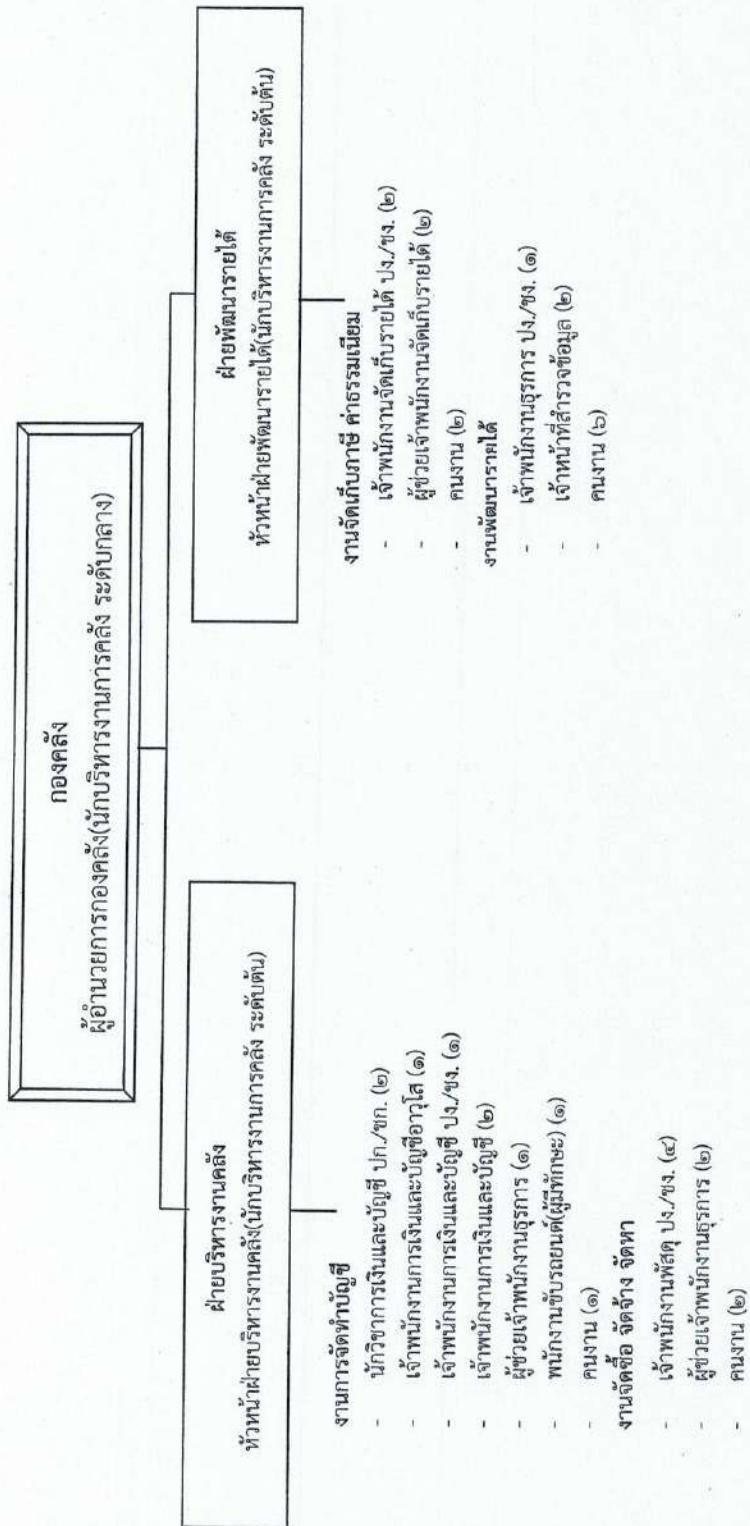 กองคลัง
ผู้อำนวยการกองคลัง(นักบริหารงานการคลัง ระดับกลาง)
ฝ่ายบริหารงานคลัง
หัวหน้าฝ่ายบริหารงานคลัง(นักบริหารงานการคลัง ระดับต้น)
งานการจัดทำบัญชี
- นักวิชาการเงินและบัญชี ปก./ชก. (๒)
- เจ้าพนักงานการเงินและบัญชีอาวุโส (๑)
- เจ้าพนักงานการเงินและบัญชี ปง./ชง. (๑)
- เจ้าพนักงานการเงินและบัญชี (๒)
- ผู้ช่วยเจ้าพนักงานธุรการ (๑)
- พนักงานขับรถยนต์(ผู้มีทักษะ) (๑)
- คนงาน (๑)
งานจัดซื้อ จัดจ้าง จัดหา
- เจ้าพนักงานพัสดุ ปง./ชง. (๔)
- ผู้ช่วยเจ้าพนักงานธุรการ (๒)
- คนงาน (๒)
ฝ่ายพัฒนารายได้
หัวหน้าฝ่ายพัฒนารายได้(นักบริหารงานการคลัง ระดับต้น)
งานจัดเก็บภาษี ค่าธรรมเนียม
- เจ้าพนักงานจัดเก็บรายได้ ปง./ชง. (๒)
- ผู้ช่วยเจ้าพนักงานจัดเก็บรายได้ (๒)
- คนงาน (๒)
งานพัฒนารายได้
- เจ้าพนักงานธุรการ ปง./ชง. (๑)
- เจ้าหน้าที่สำรวจข้อมูล (๒)
- คนงาน (๖)